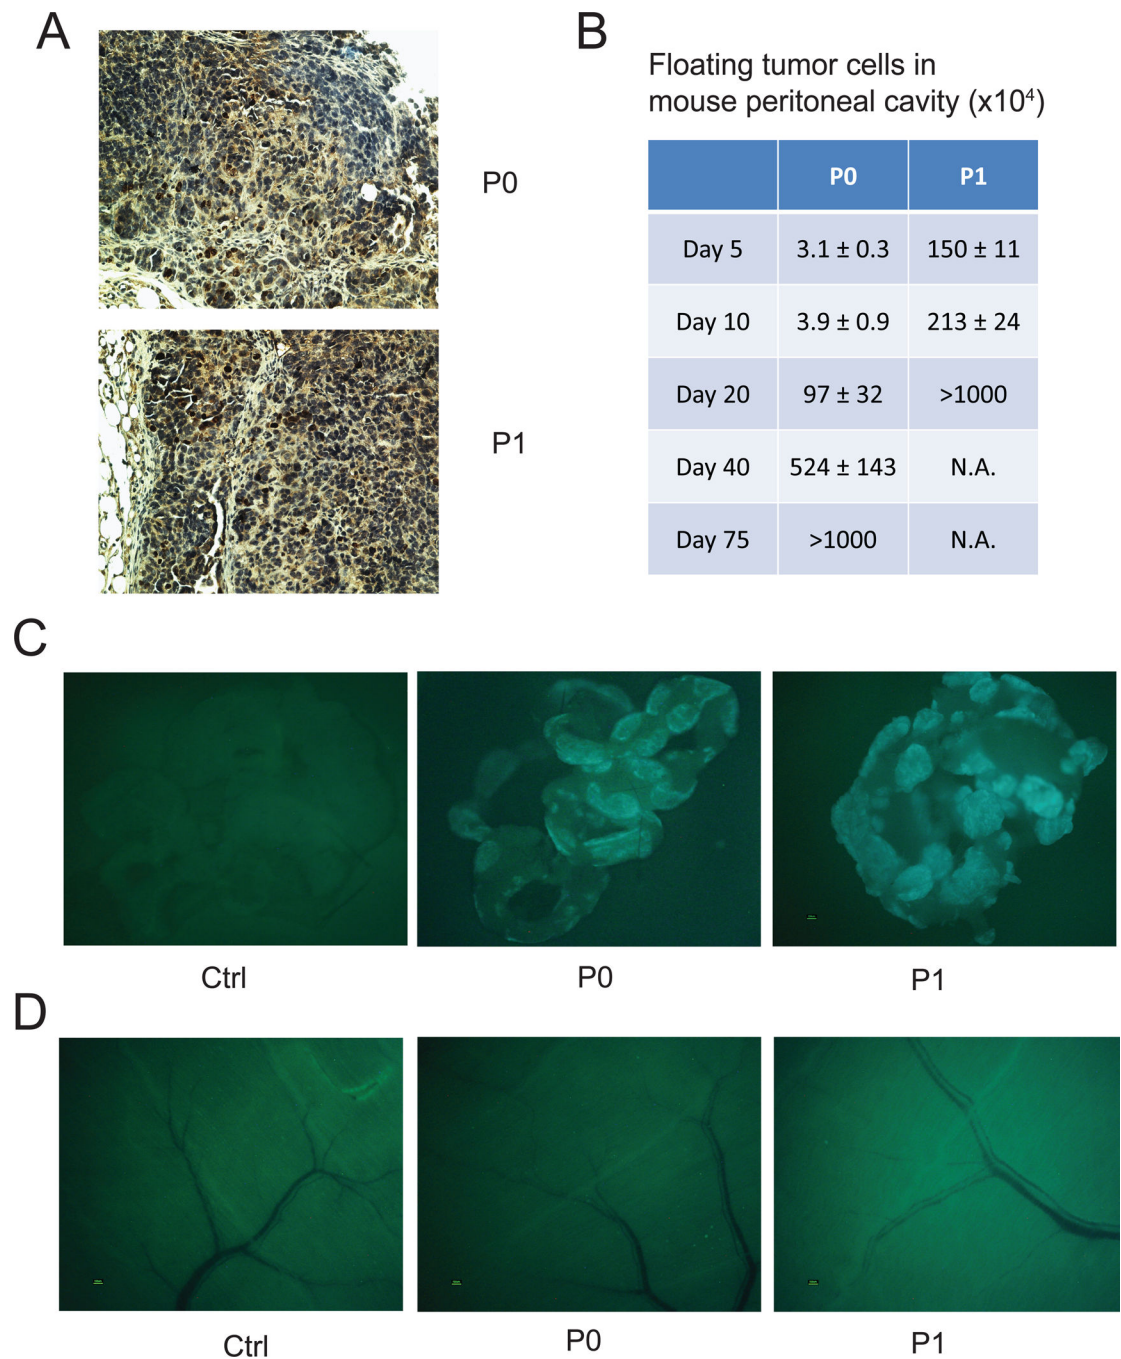 A
P0
P1
B
Floating tumor cells in
mouse peritoneal cavity (x10⁴)
P0 P1
Day 5 3.1 ± 0.3 150 ± 11
Day 10 3.9 ± 0.9 213 ± 24
Day 20 97 ± 32 >1000
Day 40 524 ± 143 N.A.
Day 75 >1000 N.A.
C
Ctrl P0 P1
D
Ctrl P0 P1